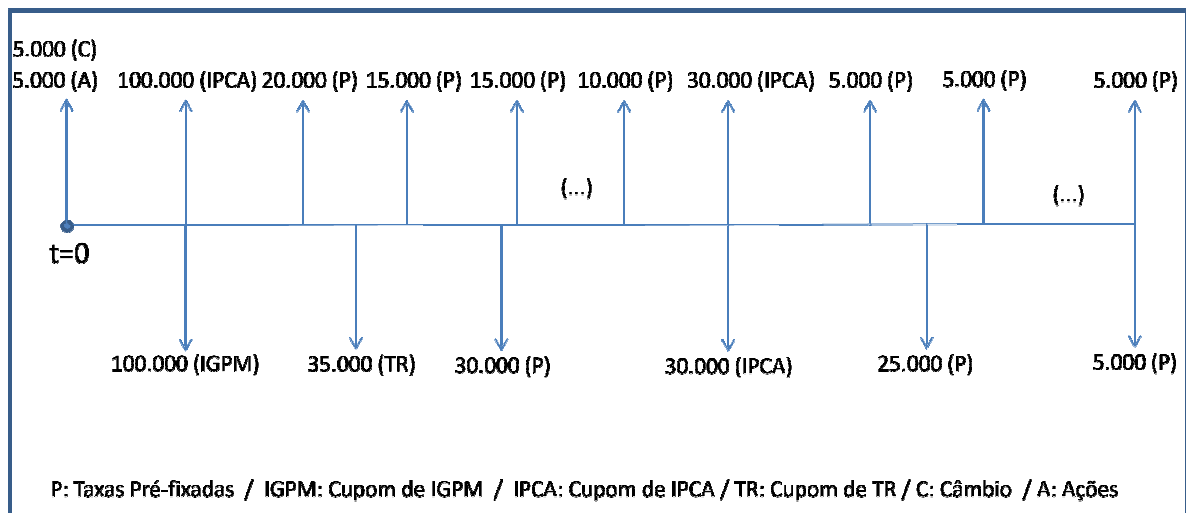 5.000 (C)
5.000 (A) 100.000 (IPCA) 20.000 (P) 15.000 (P) 15.000 (P) 10.000 (P) 30.000 (IPCA) 5.000 (P) 5.000 (P) 5.000 (P)
(...) (...)
t=0
100.000 (IGPM) 35.000 (TR) 30.000 (P) 30.000 (IPCA) 25.000 (P) 5.000 (P)
P: Taxas Pré-fixadas / IGPM: Cupom de IGPM / IPCA: Cupom de IPCA / TR: Cupom de TR / C: Câmbio / A: Ações